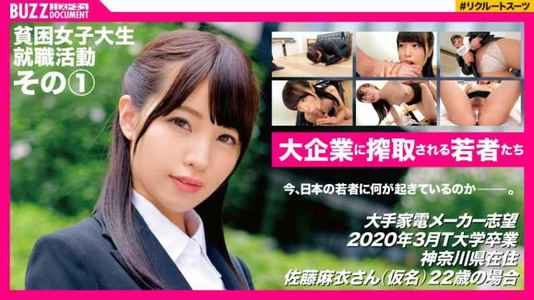 BUZZ エロネタ DOCUMENT
#リクルートスーツ
貧困女子大生
就職活動
その①
大企業に搾取される若者たち
今、日本の若者に何が起きているのか───。
大手家電メーカー志望
2020年3月T大学卒業
神奈川県在住
佐藤麻衣さん(仮名)22歳の場合